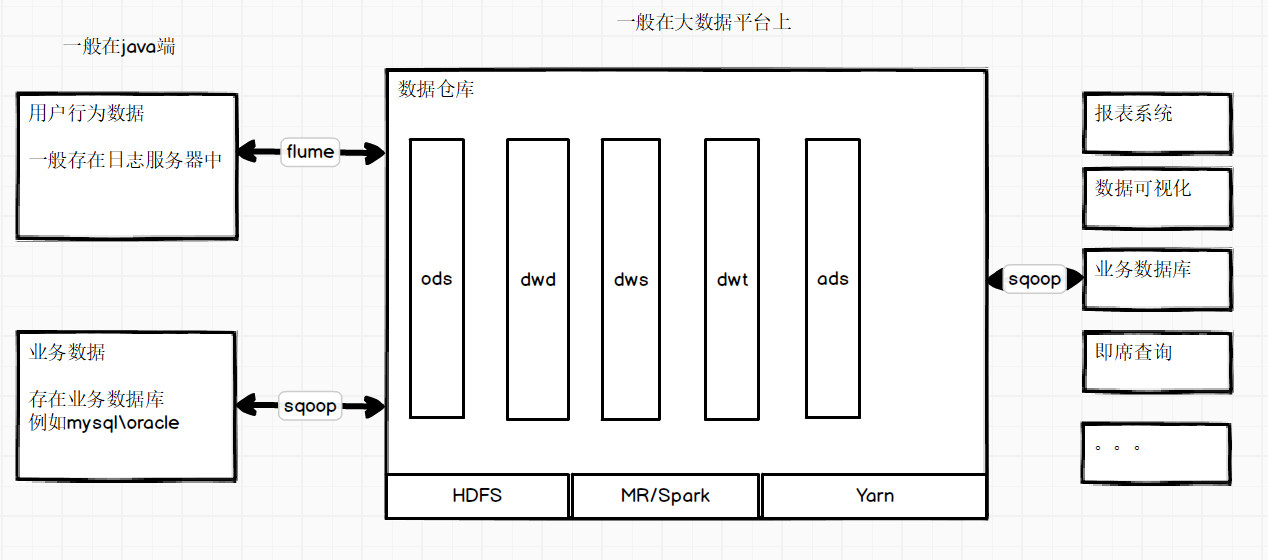 一般在java端
一般在大数据平台上
用户行为数据
一般存在日志服务器中
flume
业务数据
存在业务数据库
例如mysql\oracle
sqoop
数据仓库
ods
dwd
dws
dwt
ads
HDFS
MR/Spark
Yarn
sqoop
报表系统
数据可视化
业务数据库
即席查询
。。。